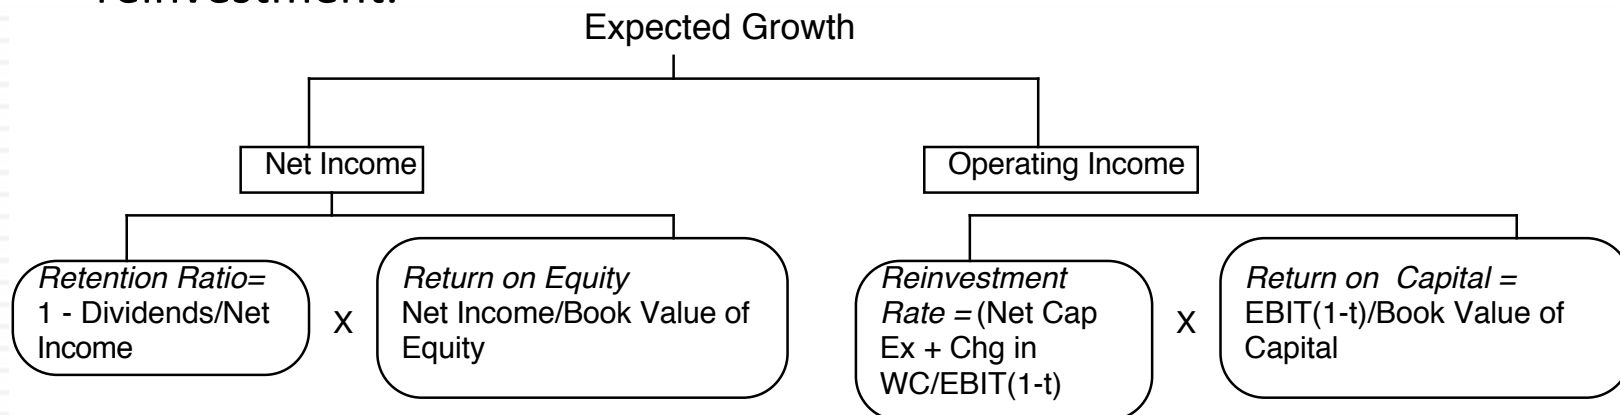 reinvestment.
Expected Growth
Net Income
Operating Income
Retention Ratio=
1 - Dividends/Net
Income
X
Return on Equity
Net Income/Book Value of
Equity
Reinvestment
Rate = (Net Cap
Ex + Chg in
WC/EBIT(1-t)
X
Return on Capital =
EBIT(1-t)/Book Value of
Capital